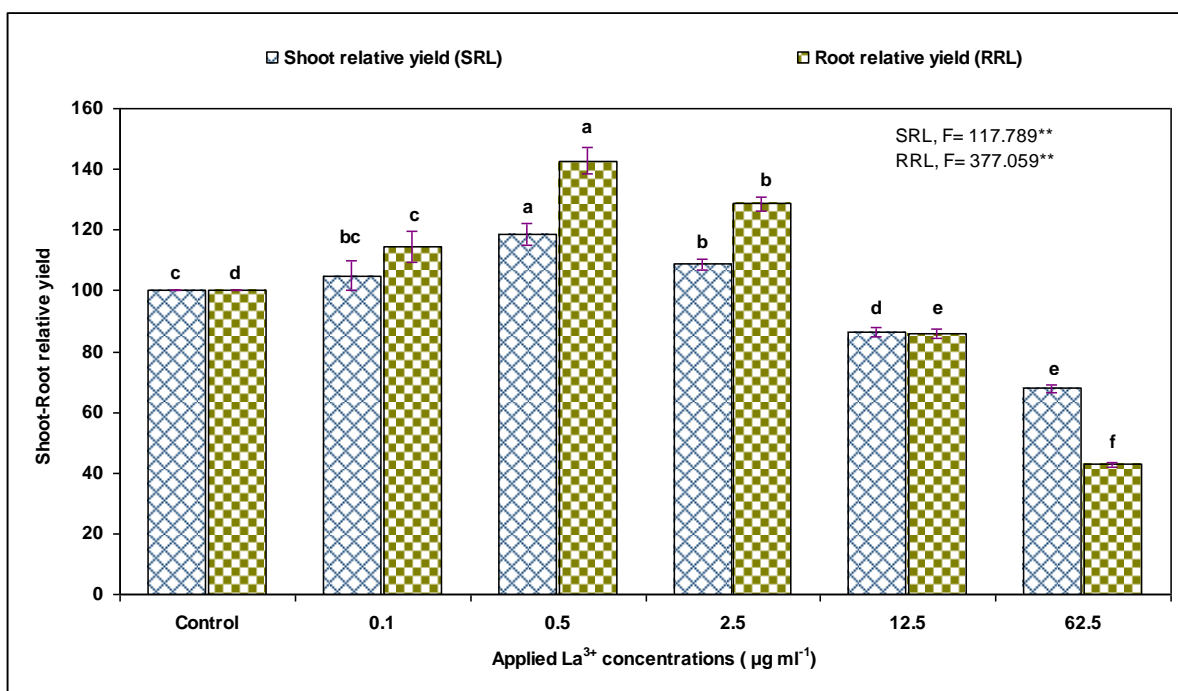 Shoot relative yield (SRL) Root relative yield (RRL)
SRL, F= 117.789**
RRL, F= 377.059**
Shoot-Root relative yield
160
140
120
100
80
60
40
20
0
c d bc c a a b b d e e f
Control 0.1 0.5 2.5 12.5 62.5
Applied La³⁺ concentrations ( µg ml⁻¹)